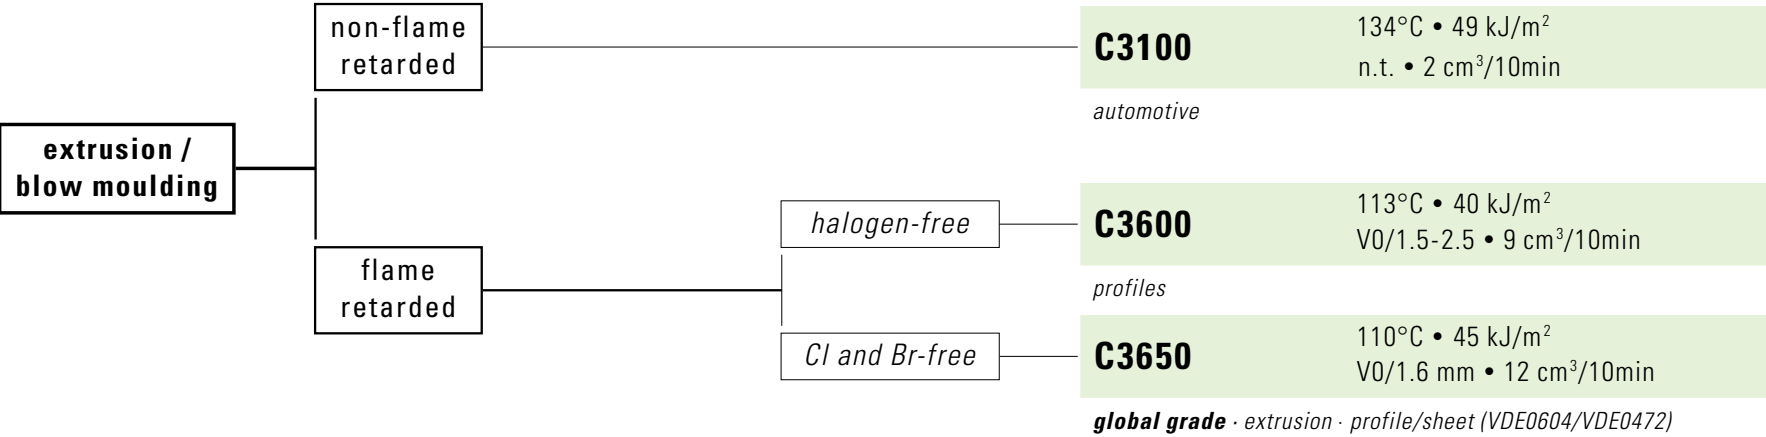 non-flame
retarded
C3100
134°C • 49 kJ/m²
n.t. • 2 cm³/10min
automotive
extrusion /
blow moulding
halogen-free
C3600
113°C • 40 kJ/m²
V0/1.5-2.5 • 9 cm³/10min
flame
retarded
profiles
Cl and Br-free
C3650
110°C • 45 kJ/m²
V0/1.6 mm • 12 cm³/10min
global grade · extrusion · profile/sheet (VDE0604/VDE0472)